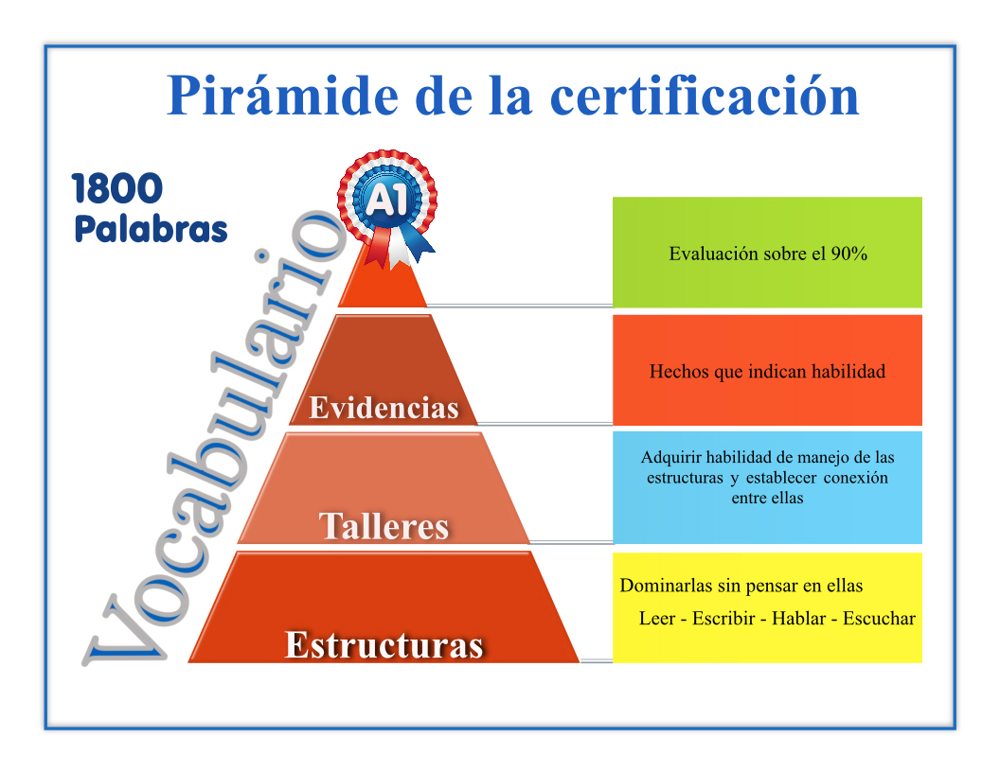 Pirámide de la certificación
1800
Palabras
Vocabulario
A1
Evaluación sobre el 90%
Evidencias
Hechos que indican habilidad
Talleres
Adquirir habilidad de manejo de las
estructuras y establecer conexión
entre ellas
Estructuras
Dominarlas sin pensar en ellas
Leer - Escribir - Hablar - Escuchar